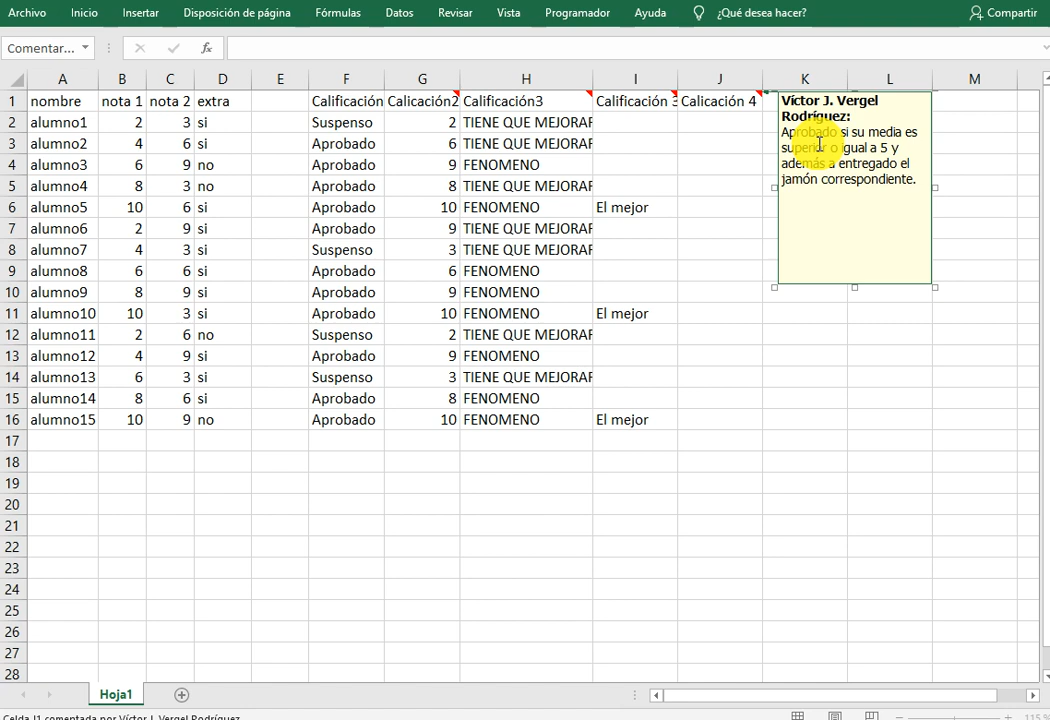 Archivo Inicio Insertar Disposición de página Fórmulas Datos Revisar Vista Programador Ayuda ¿Qué desea hacer? Compartir
Comentar... fx
A B C D E F G H I J K L M
1 nombre nota 1 nota 2 extra Calificación Calicación2 Calificación3 Calificación 3 Calicación 4
2 alumno1 2 3 si Suspenso 2 TIENE QUE MEJORAR
3 alumno2 4 6 si Aprobado 6 TIENE QUE MEJORAR
4 alumno3 6 9 no Aprobado 9 FENOMENO
5 alumno4 8 3 no Aprobado 8 TIENE QUE MEJORAR
6 alumno5 10 6 si Aprobado 10 FENOMENO El mejor
7 alumno6 2 9 si Aprobado 9 TIENE QUE MEJORAR
8 alumno7 4 3 si Suspenso 3 TIENE QUE MEJORAR
9 alumno8 6 6 si Aprobado 6 FENOMENO
10 alumno9 8 9 si Aprobado 9 FENOMENO
11 alumno10 10 3 si Aprobado 10 FENOMENO El mejor
12 alumno11 2 6 no Suspenso 2 TIENE QUE MEJORAR
13 alumno12 4 9 si Aprobado 9 FENOMENO
14 alumno13 6 3 si Suspenso 3 TIENE QUE MEJORAR
15 alumno14 8 6 si Aprobado 8 FENOMENO
16 alumno15 10 9 no Aprobado 10 FENOMENO El mejor
17
18
19
20
21
22
23
24
25
26
27
28
Víctor J. Vergel
Rodríguez:
Aprobado si su media es
superior o igual a 5 y
además a entregado el
jamón correspondiente.
Hoja1
Celda J1 comentada por Víctor J. Vergel Rodríguez 115 %